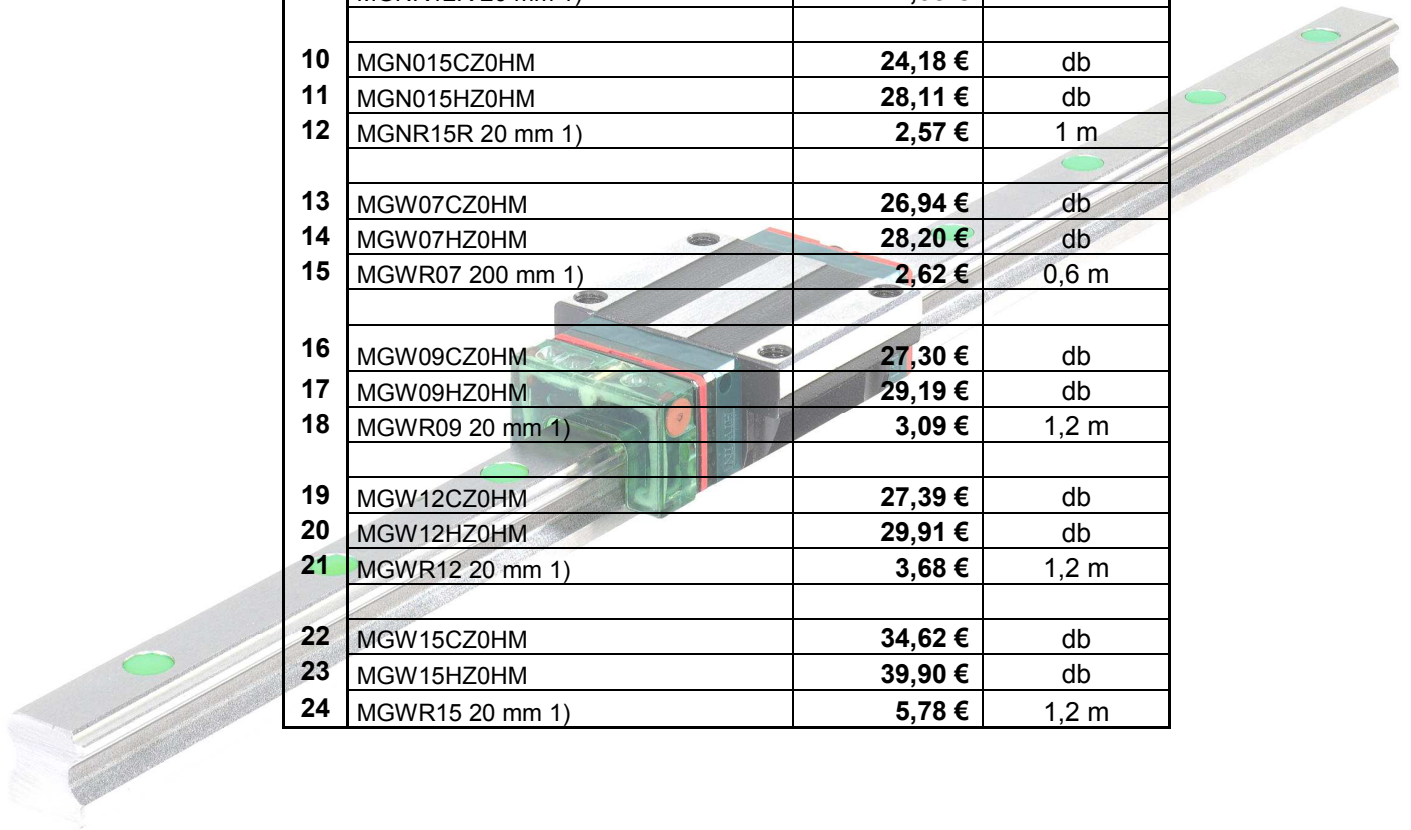 10 MGN015CZ0HM 24,18 € db
11 MGN015HZ0HM 28,11 € db
12 MGNR15R 20 mm 1) 2,57 € 1 m
13 MGW07CZ0HM 26,94 € db
14 MGW07HZ0HM 28,20 € db
15 MGWR07 200 mm 1) 2,62 € 0,6 m
16 MGW09CZ0HM 27,30 € db
17 MGW09HZ0HM 29,19 € db
18 MGWR09 20 mm 1) 3,09 € 1,2 m
19 MGW12CZ0HM 27,39 € db
20 MGW12HZ0HM 29,91 € db
21 MGWR12 20 mm 1) 3,68 € 1,2 m
22 MGW15CZ0HM 34,62 € db
23 MGW15HZ0HM 39,90 € db
24 MGWR15 20 mm 1) 5,78 € 1,2 m